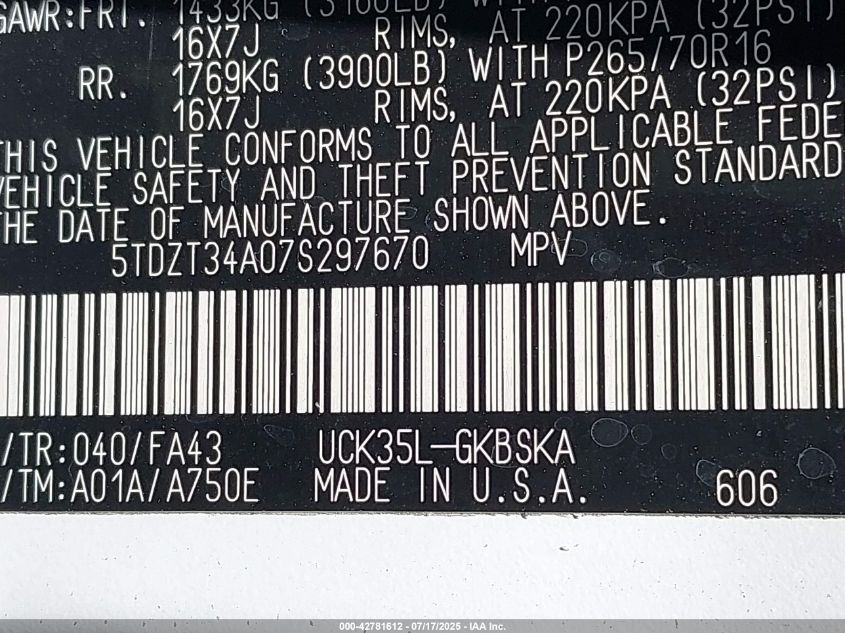 GAWR:FRT. 1433KG (3160LB) WITH
16X7J RIMS, AT 220KPA (32PSI)
RR. 1769KG (3900LB) WITH P265/70R16
16X7J RIMS, AT 220KPA (32PSI)
THIS VEHICLE CONFORMS TO ALL APPLICABLE FEDE
VEHICLE SAFETY AND THEFT PREVENTION STANDARD
THE DATE OF MANUFACTURE SHOWN ABOVE.
5TDZT34A07S297670 MPV
/TR:040/FA43 UCK35L-GKBSKA
/TM:A01A/A750E MADE IN U.S.A. 606
000-42781612 - 07/17/2025 - IAA Inc.